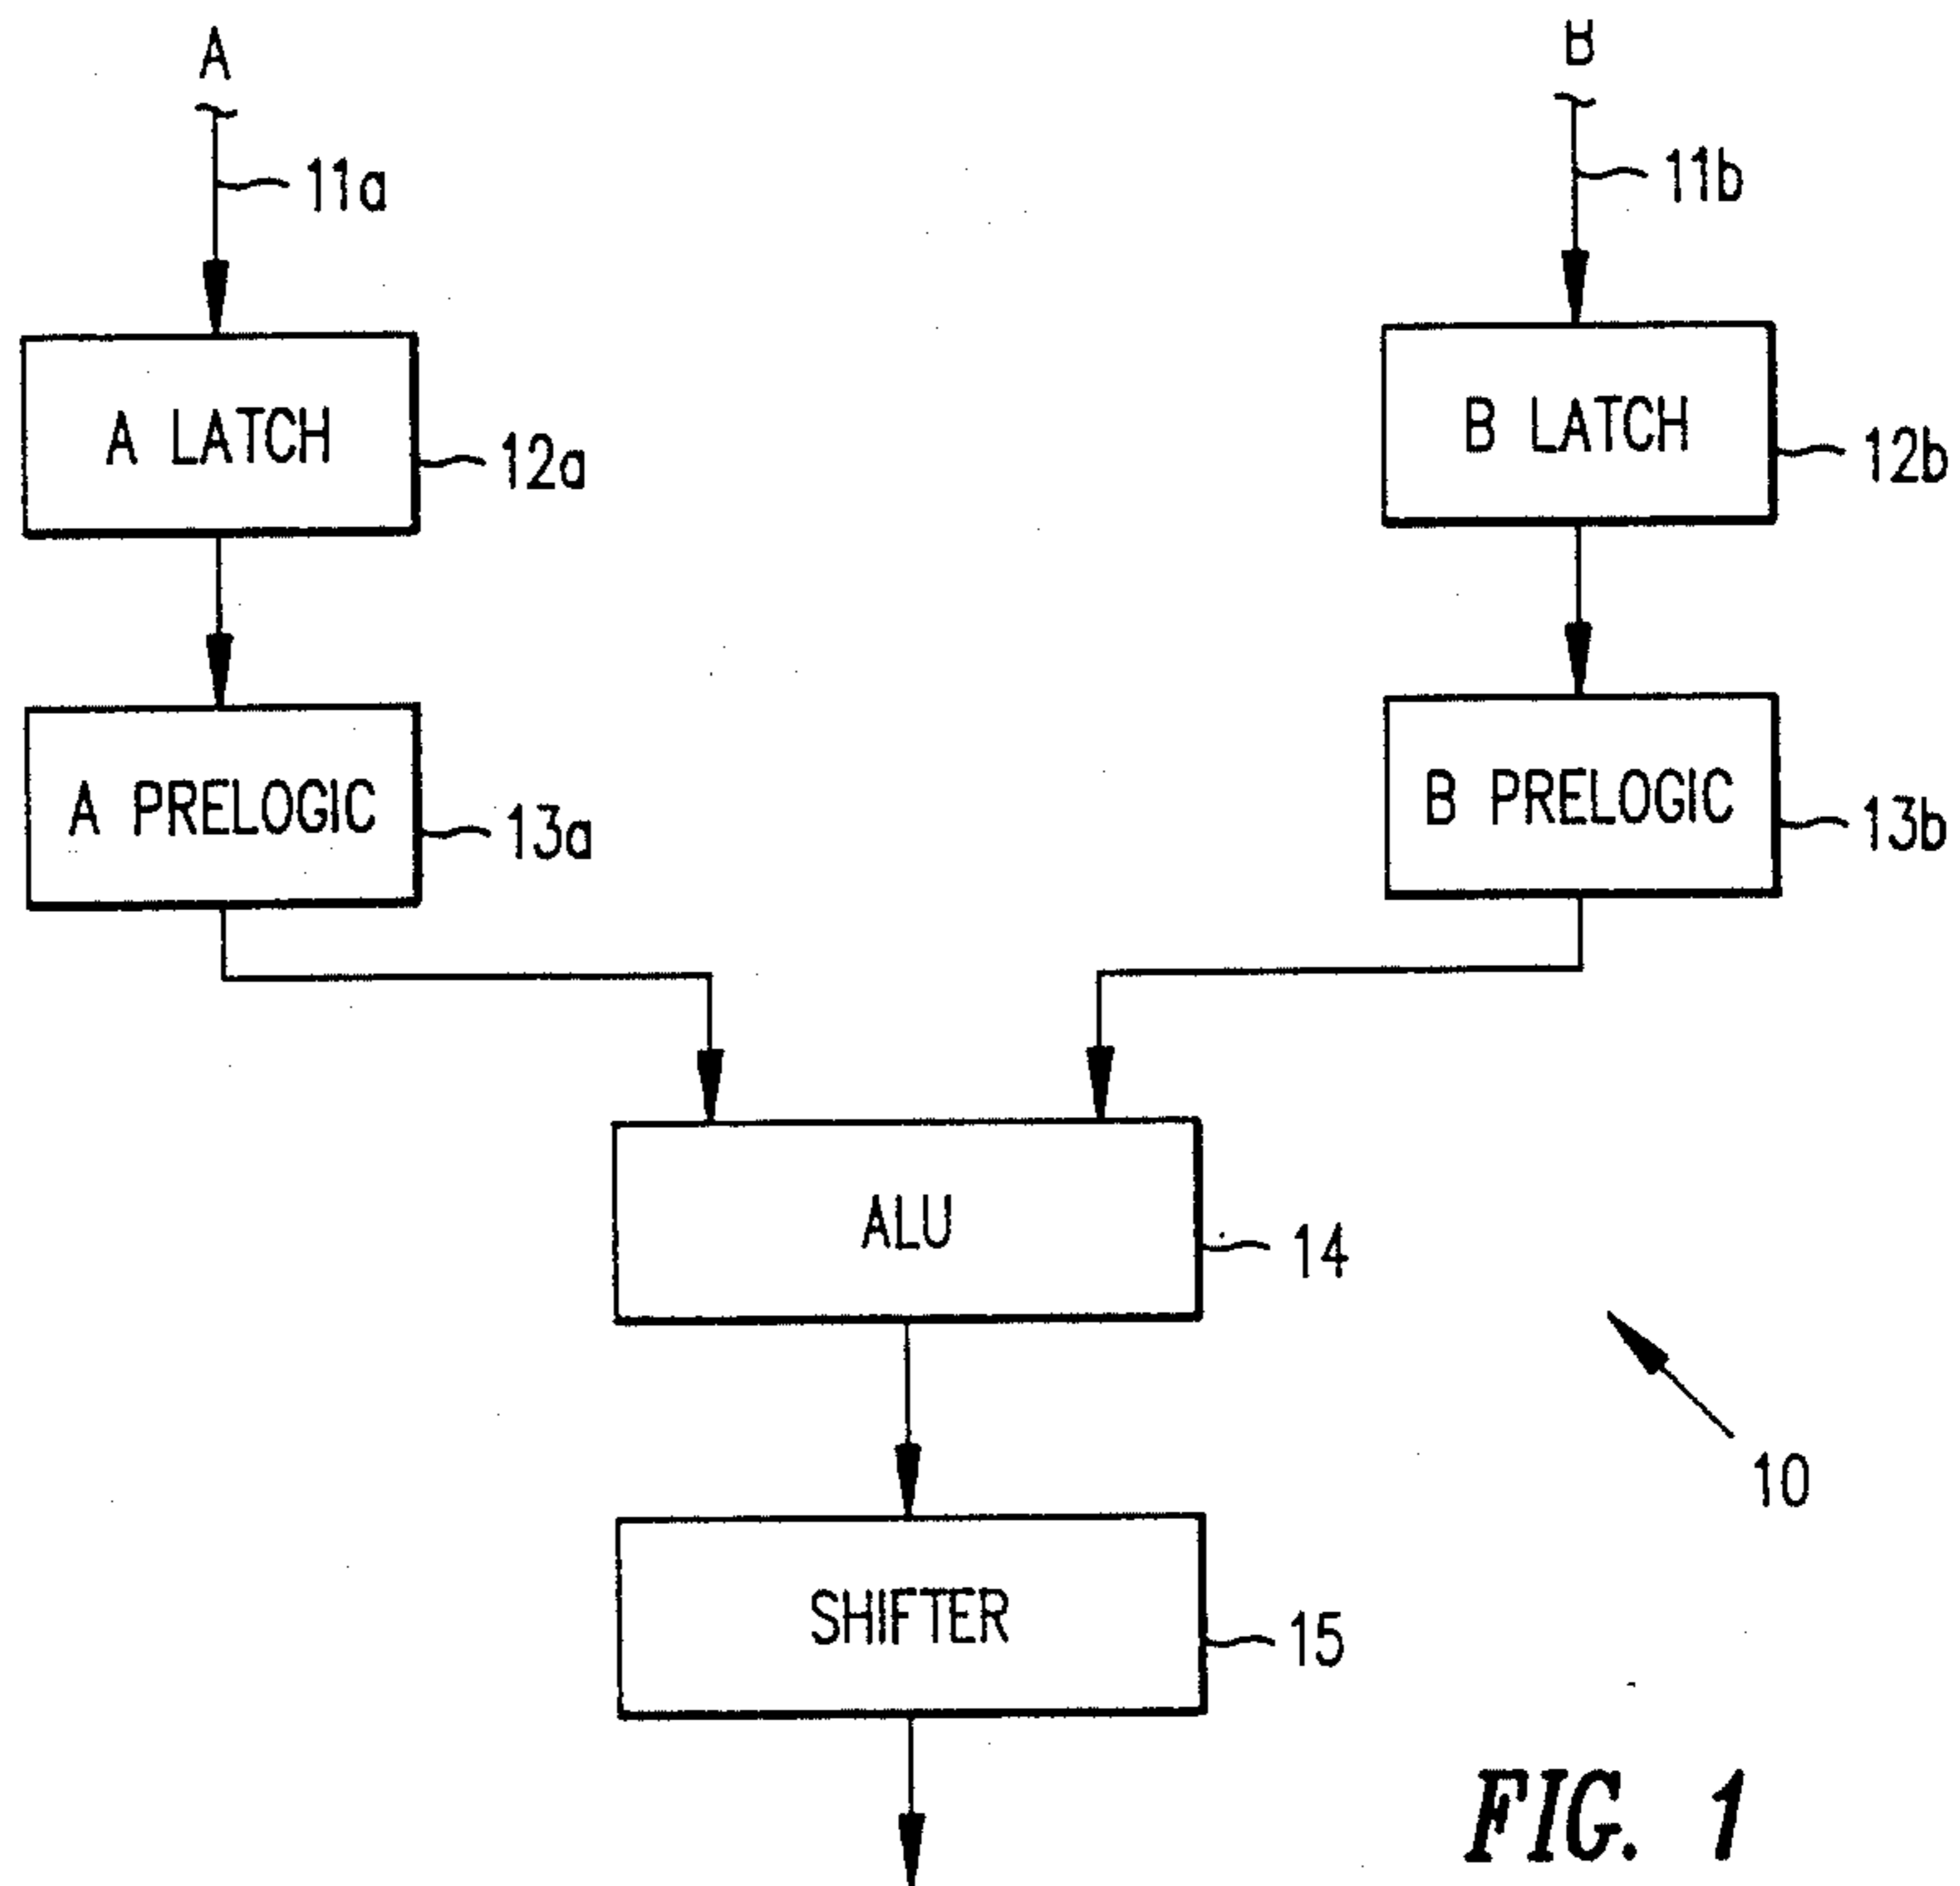 A
B
11a
11b
A LATCH
12a
B LATCH
12b
A PRELOGIC
13a
B PRELOGIC
13b
ALU
14
10
SHIFTER
15
FIG. 1